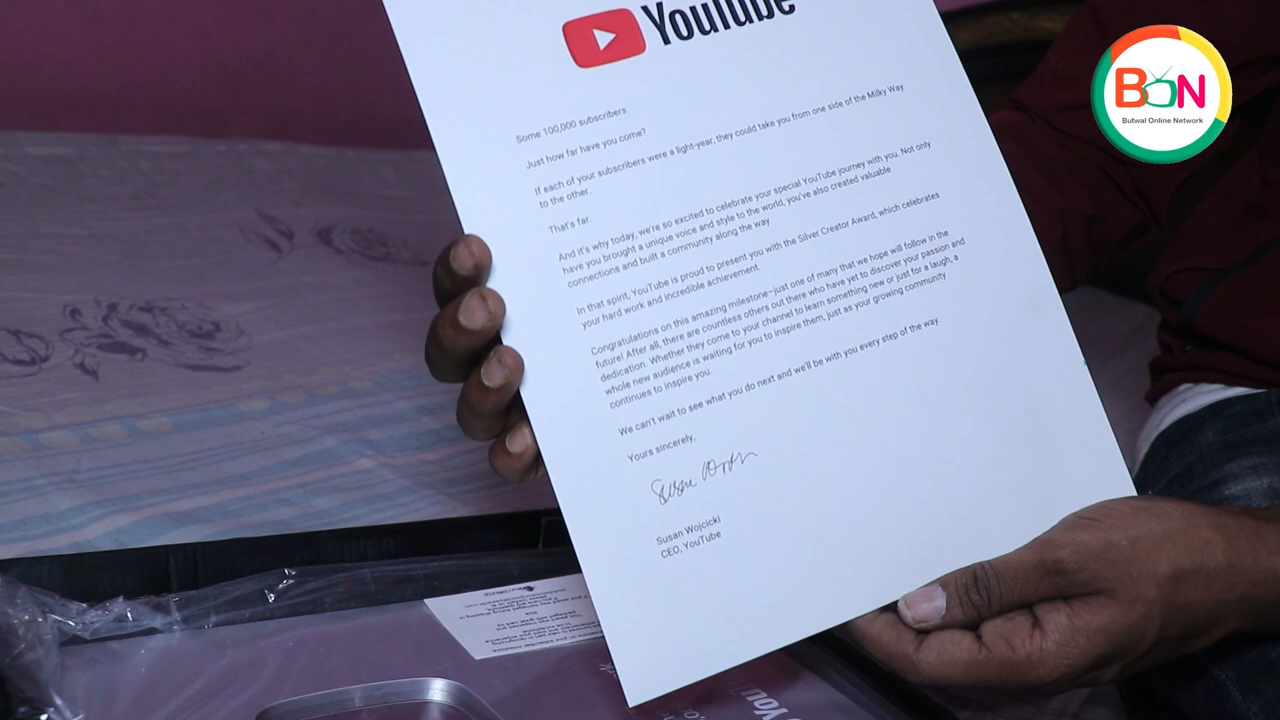 YouTube
BON
Butwal Online Network
Some 100,000 subscribers
Just how far have you come?
If each of your subscribers were a light-year, they could take you from one side of the Milky Way
to the other.
That's far.
And it's why today, we're so excited to celebrate your special YouTube journey with you. Not only
have you brought a unique voice and style to the world, you've also created valuable
connections and built a community along the way.
In that spirit, YouTube is proud to present you with the Silver Creator Award, which celebrates
your hard work and incredible achievement.
Congratulations on this amazing milestone—just one of many that we hope will follow in the
future! After all, there are countless others out there who have yet to discover your passion and
dedication. Whether they come to your channel to learn something new or just for a laugh, a
whole new audience is waiting for you to inspire them, just as your growing community
continues to inspire you.
We can't wait to see what you do next and we'll be with you every step of the way
Yours sincerely,
Susan Wojcicki
CEO, YouTube